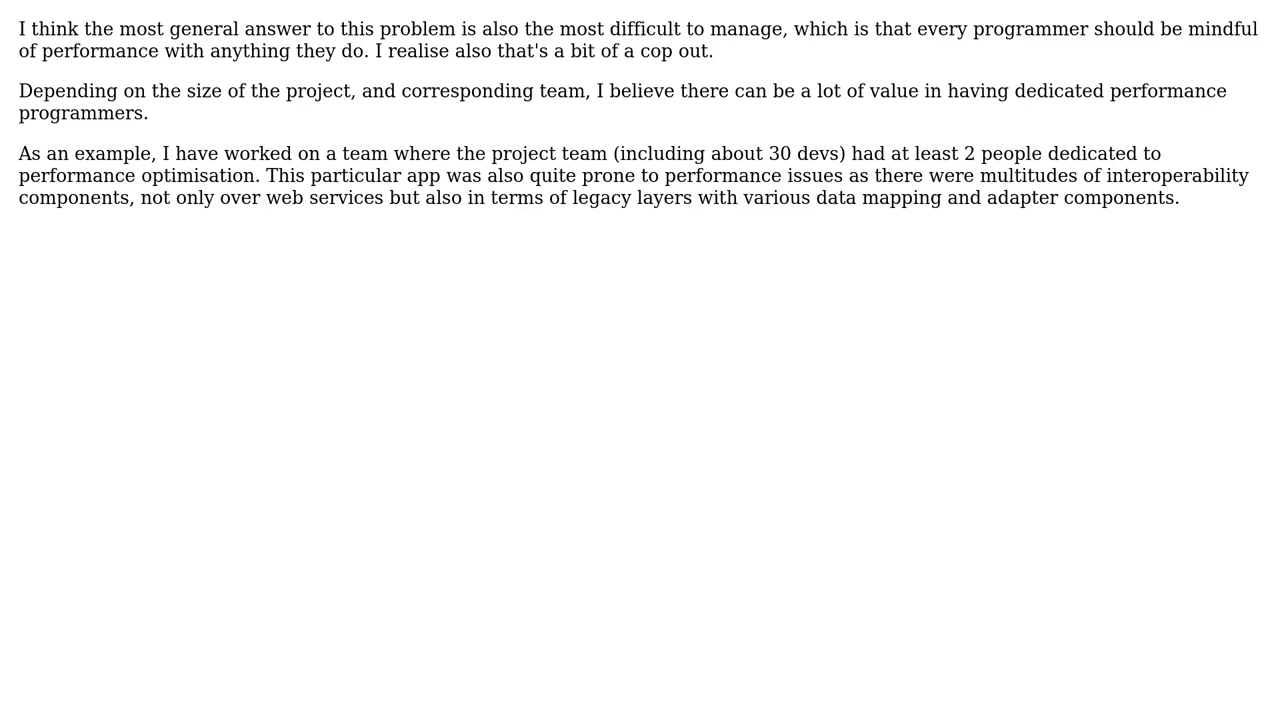 I think the most general answer to this problem is also the most difficult to manage, which is that every programmer should be mindful
of performance with anything they do. I realise also that's a bit of a cop out.
Depending on the size of the project, and corresponding team, I believe there can be a lot of value in having dedicated performance
programmers.
As an example, I have worked on a team where the project team (including about 30 devs) had at least 2 people dedicated to
performance optimisation. This particular app was also quite prone to performance issues as there were multitudes of interoperability
components, not only over web services but also in terms of legacy layers with various data mapping and adapter components.